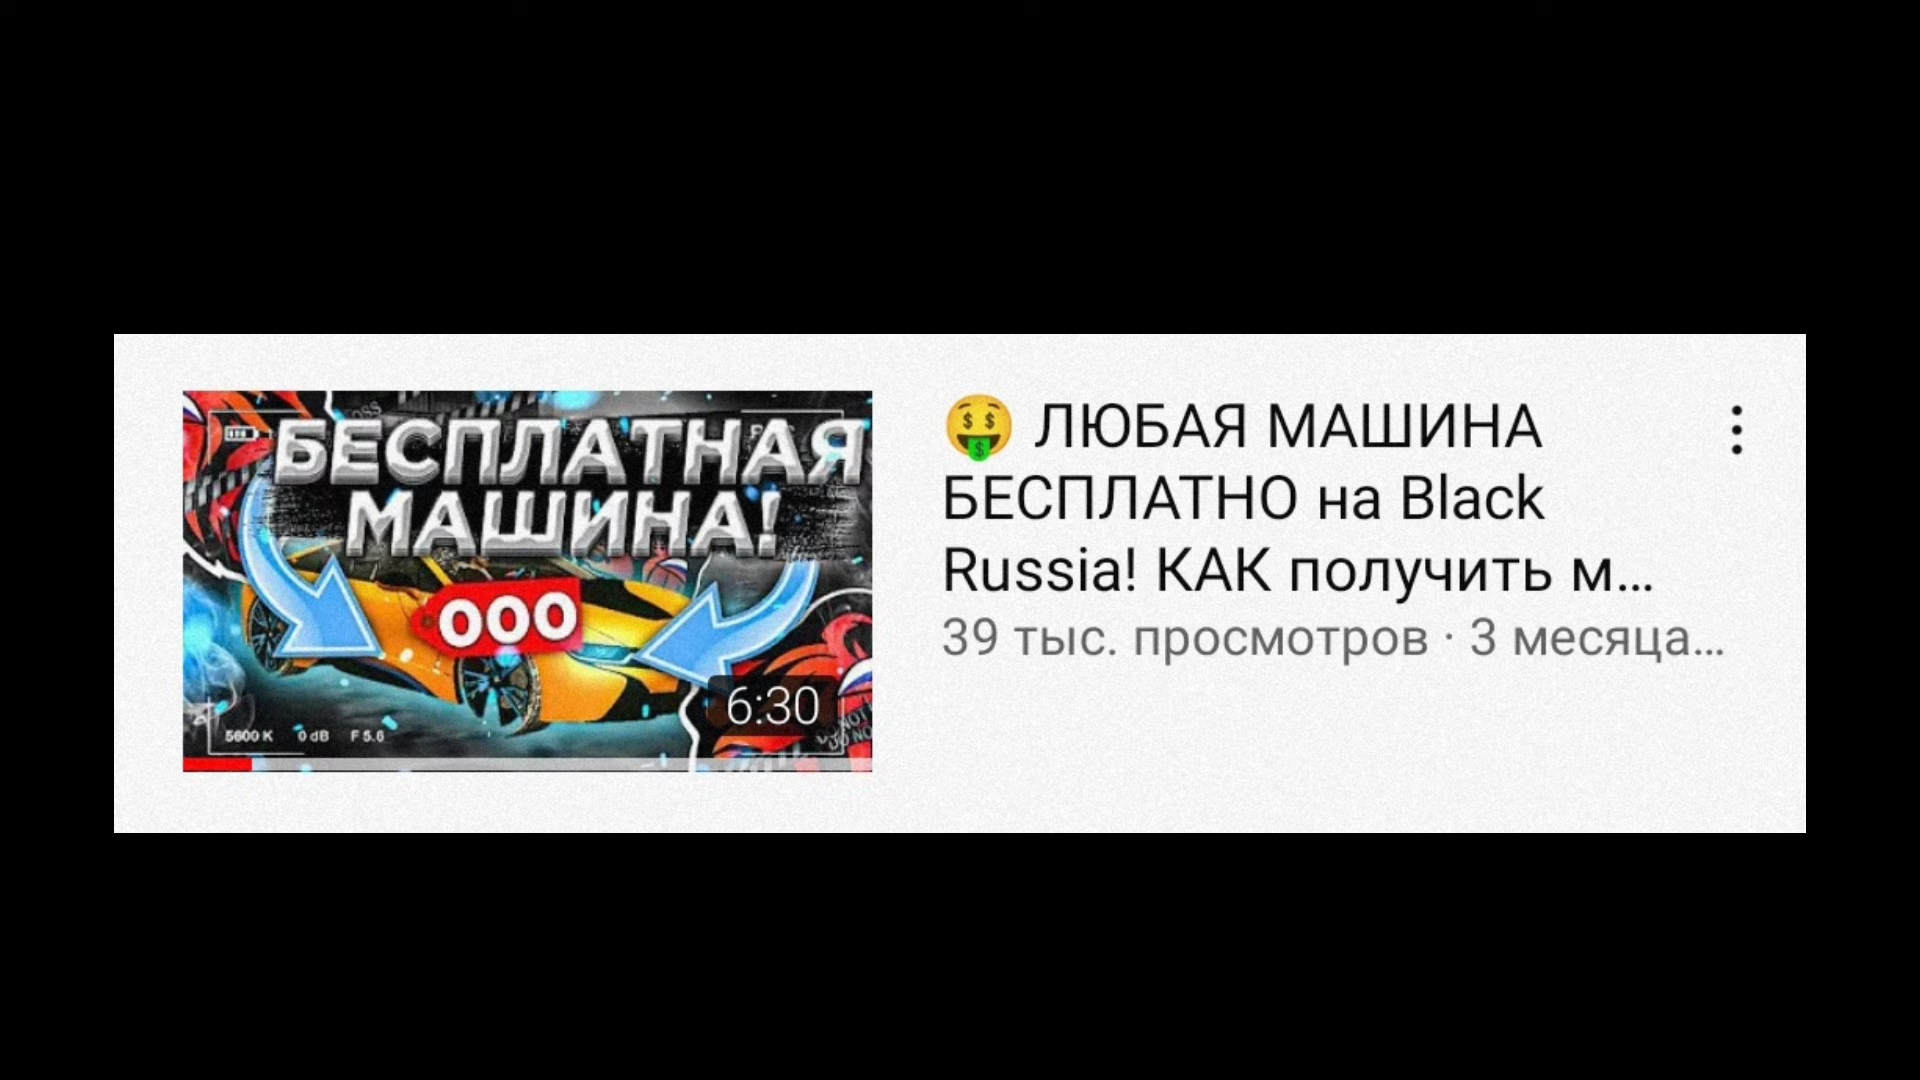 БЕСПЛАТНАЯ
МАШИНА!
000
6:30
5600 K 0 dB F 5.6
🤑 ЛЮБАЯ МАШИНА
БЕСПЛАТНО на Black
Russia! КАК получить м...
39 тыс. просмотров · 3 месяца...